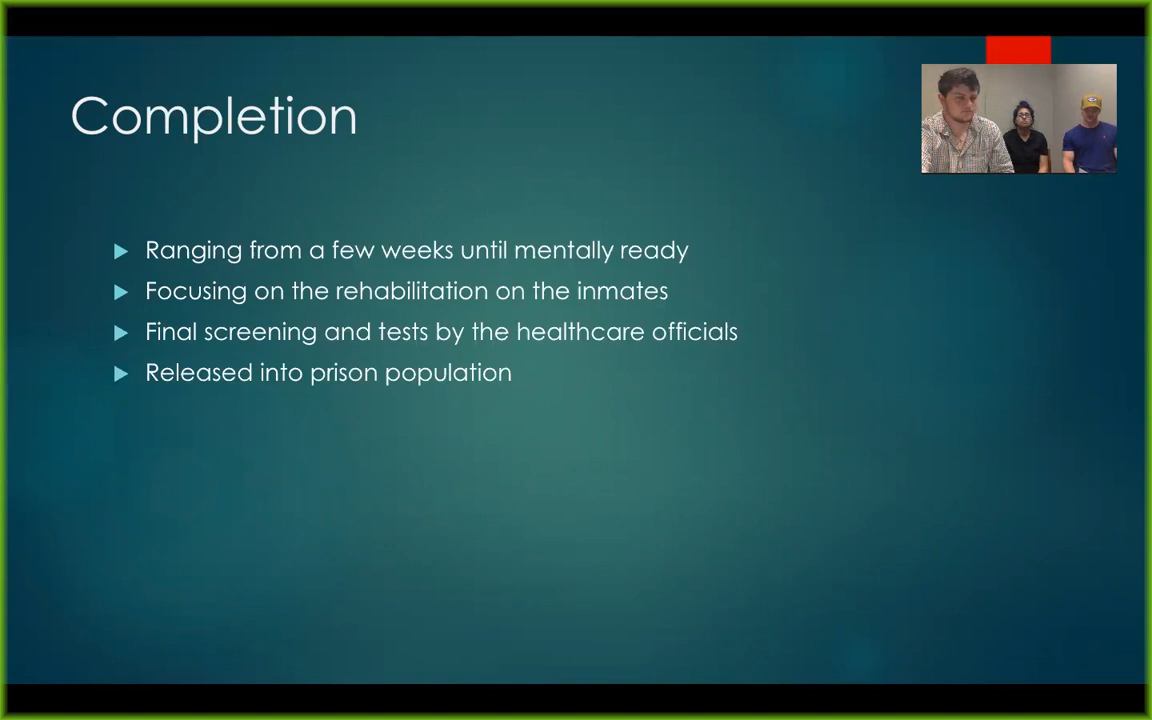 Completion
Ranging from a few weeks until mentally ready
Focusing on the rehabilitation on the inmates
Final screening and tests by the healthcare officials
Released into prison population